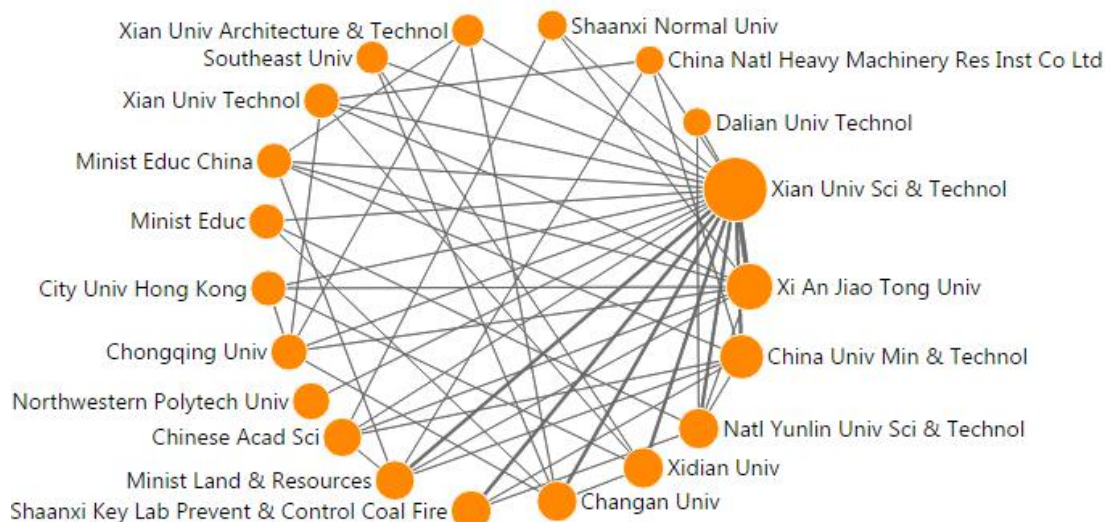 Xian Univ Architecture & Technol
Shaanxi Normal Univ
Southeast Univ
China Natl Heavy Machinery Res Inst Co Ltd
Xian Univ Technol
Dalian Univ Technol
Minist Educ China
Xian Univ Sci & Technol
Minist Educ
City Univ Hong Kong
Xi An Jiao Tong Univ
Chongqing Univ
China Univ Min & Technol
Northwestern Polytech Univ
Natl Yunlin Univ Sci & Technol
Chinese Acad Sci
Xidian Univ
Minist Land & Resources
Changan Univ
Shaanxi Key Lab Prevent & Control Coal Fire